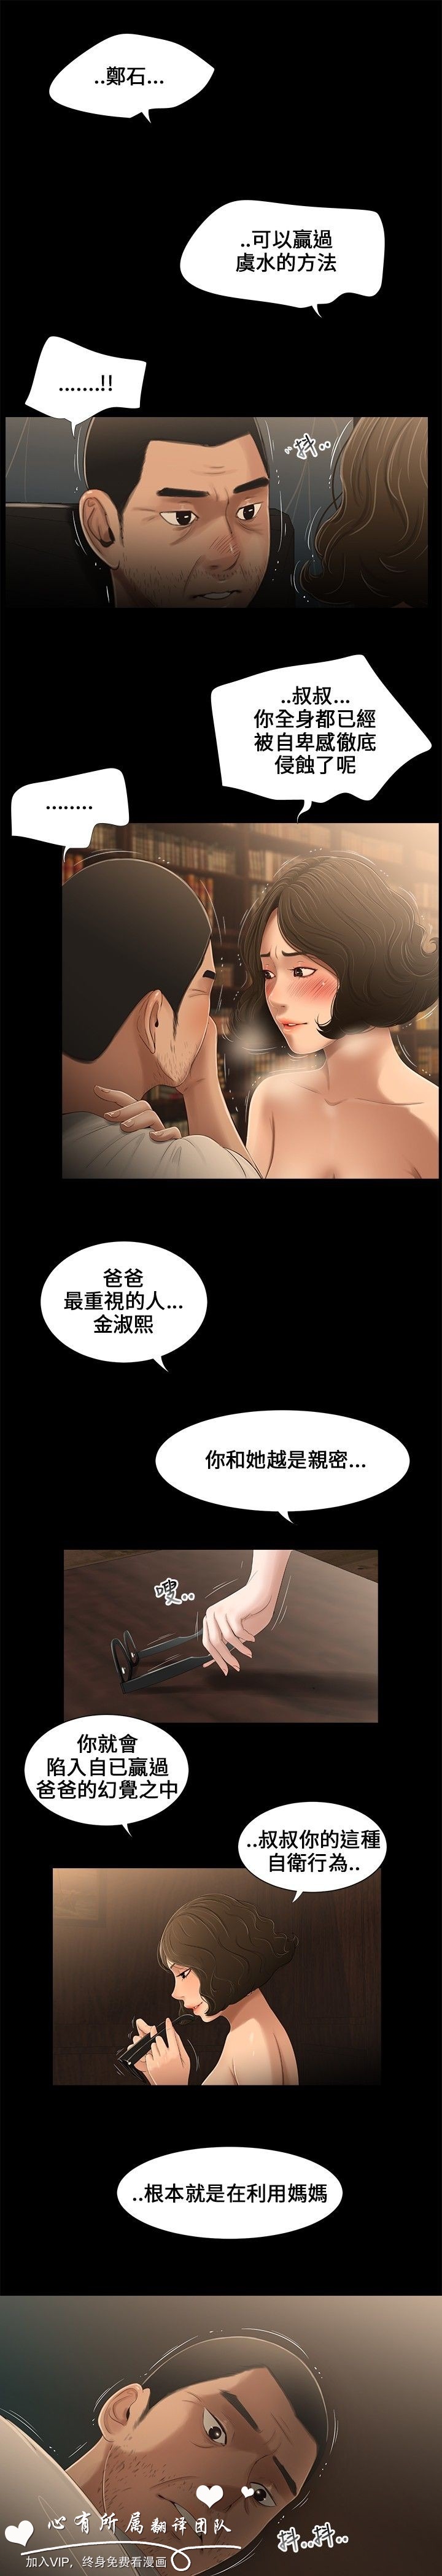 ..鄭石...
..可以贏過
虞水的方法
.......!!
抖..
..叔叔...
你全身都已經
被自卑感徹底
侵蝕了呢
........
爸爸
最重視的人...
金淑熙
你和她越是親密...
嗖..
你就會
陷入自已贏過
爸爸的幻覺之中
..叔叔你的這種
自衛行為..
..根本就是在利用媽媽
心有所属翻译团队
加入VIP，终身免费看漫画
抖..抖..